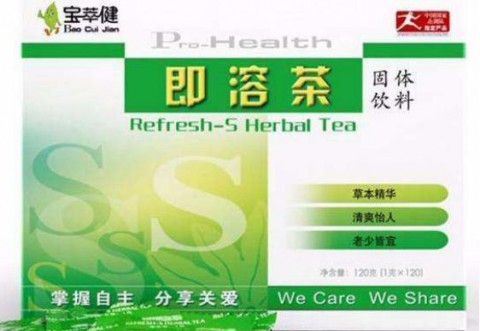 宝萃健
Bao Cui Jian
Pro-Health
即溶茶
固体
饮料
Refresh-S Herbal Tea
S
S
S
S
草本精华
清爽怡人
老少皆宜
净含量：120克(1克×120)
掌握自主 分享关爱
We Care We Share